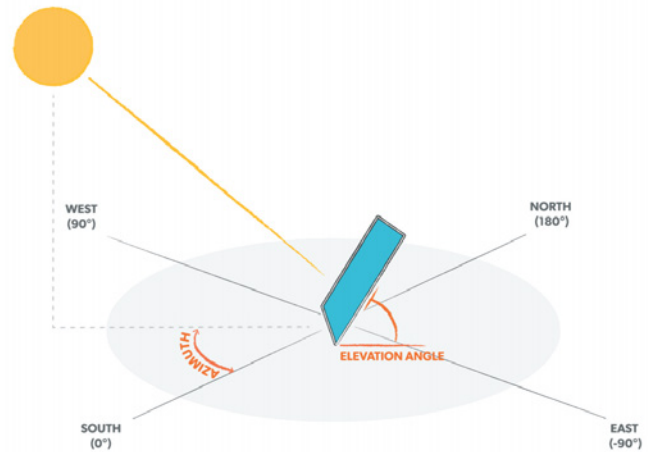 WEST
(90°)
NORTH
(180°)
AZIMUTH
ELEVATION ANGLE
SOUTH
(0°)
EAST
(-90°)